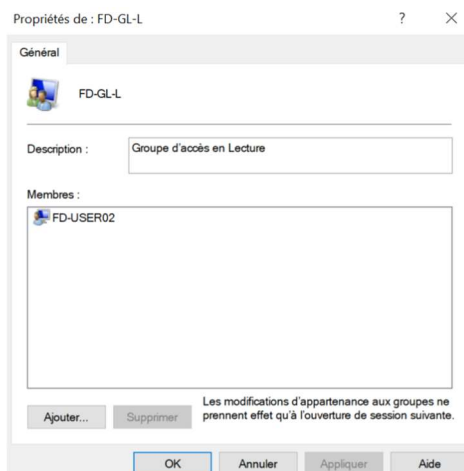 Propriétés de : FD-GL-L ? ×
Général
FD-GL-L
Description : Groupe d'accès en Lecture
Membres :
FD-USER02
Les modifications d'appartenance aux groupes ne
Ajouter... Supprimer prennent effet qu'à l'ouverture de session suivante.
OK Annuler Appliquer Aide